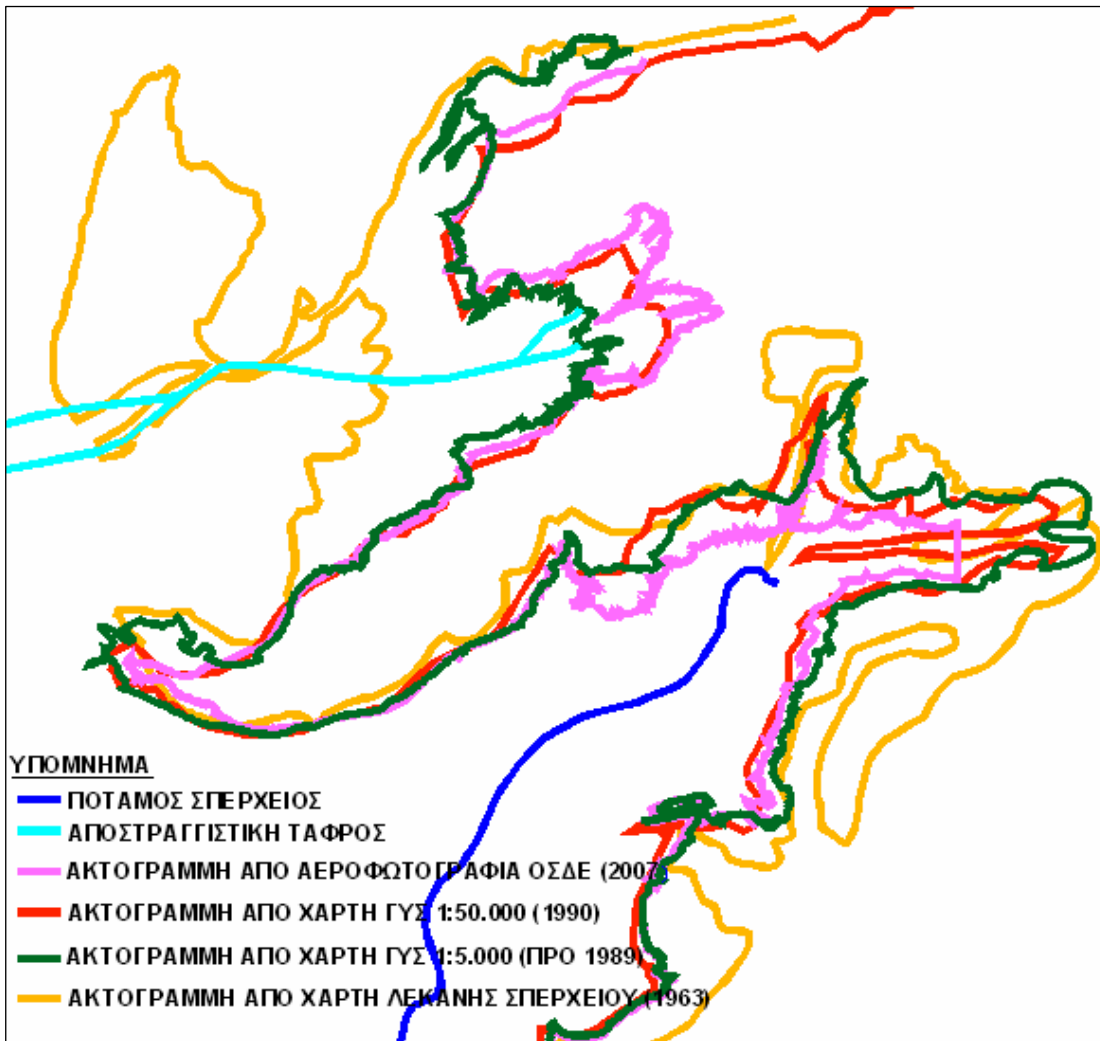 ΥΠΟΜΝΗΜΑ
ΠΟΤΑΜΟΣ ΣΠΕΡΧΕΙΟΣ
ΑΠΟΣΤΡΑΓΓΙΣΤΙΚΗ ΤΑΦΡΟΣ
ΑΚΤΟΓΡΑΜΜΗ ΑΠΟ ΑΕΡΟΦΩΤΟΓΡΑΦΙΑ ΟΣΔΕ (2007)
ΑΚΤΟΓΡΑΜΜΗ ΑΠΟ ΧΑΡΤΗ ΓΥΣ 1:50.000 (1990)
ΑΚΤΟΓΡΑΜΜΗ ΑΠΟ ΧΑΡΤΗ ΓΥΣ 1:5.000 (ΠΡΟ 1989)
ΑΚΤΟΓΡΑΜΜΗ ΑΠΟ ΧΑΡΤΗ ΛΕΚΑΝΗΣ ΣΠΕΡΧΕΙΟΥ (1963)